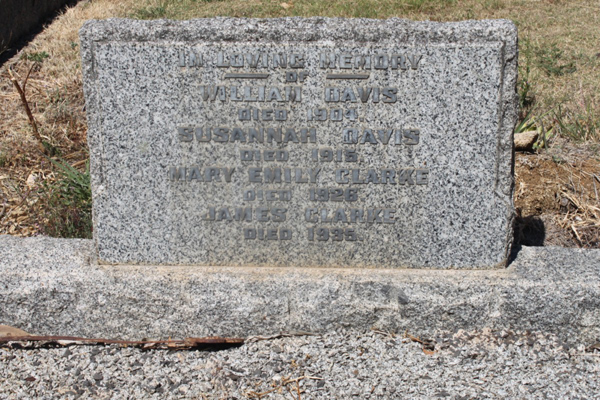 IN LOVING MEMORY
OF
WILLIAM DAVIS
DIED 1904.
SUSANNAH DAVIS
DIED 1915.
MARY EMILY CLARKE
DIED 1926
JAMES CLARKE
DIED 1935.